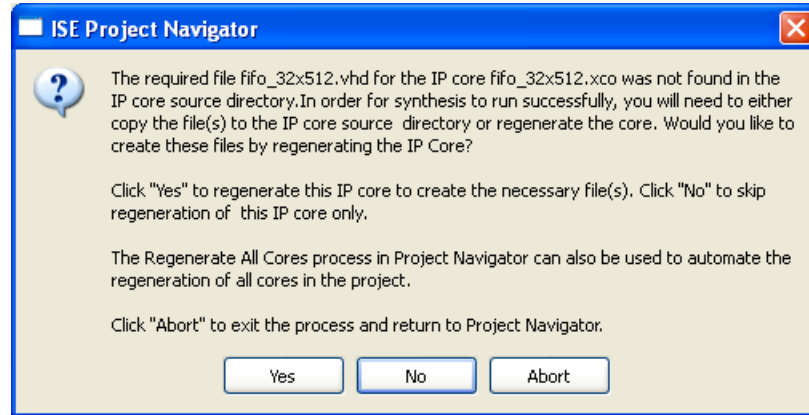 ISE Project Navigator
The required file fifo_32x512.vhd for the IP core fifo_32x512.xco was not found in the
IP core source directory.In order for synthesis to run successfully, you will need to either
copy the file(s) to the IP core source  directory or regenerate the core. Would you like to
create these files by regenerating the IP Core?
Click "Yes" to regenerate this IP core to create the necessary file(s). Click "No" to skip
regeneration of  this IP core only.
The Regenerate All Cores process in Project Navigator can also be used to automate the
regeneration of all cores in the project.
Click "Abort" to exit the process and return to Project Navigator.
Yes No Abort